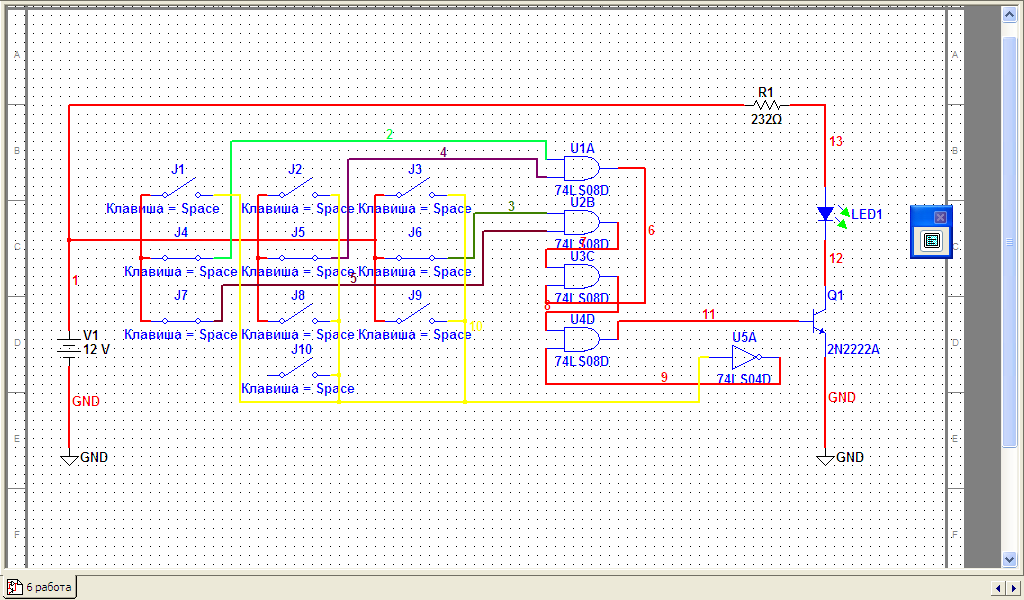 A
A
R1
232Ω
B
B
13
2
4
U1A
74LS08D
J1
J2
J3
Клавиша = Space
Клавиша = Space
Клавиша = Space
3
U2B
74LS08D
6
LED1
J4
J5
J6
Клавиша = Space
Клавиша = Space
Клавиша = Space
C
C
7
U3C
74LS08D
12
1
5
J7
J8
J9
Клавиша = Space
Клавиша = Space
Клавиша = Space
8
10
U4D
74LS08D
11
Q1
2N2222A
V1
12 V
D
D
J10
Клавиша = Space
U5A
74LS04D
9
GND
GND
E
E
GND
GND
F
F
6 работа